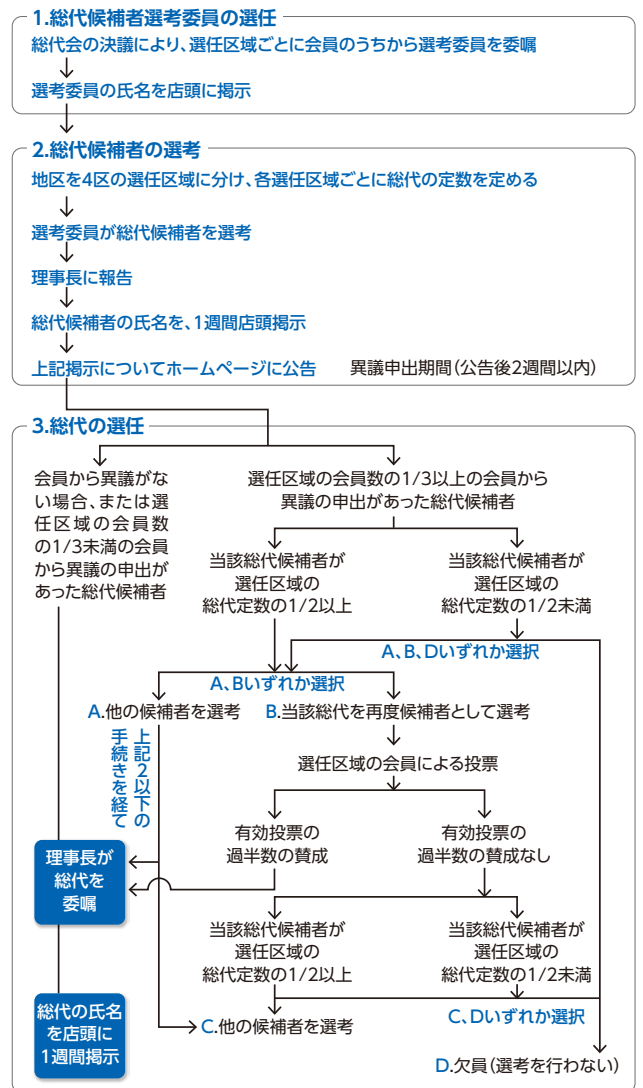 1.総代候補者選考委員の選任
総代会の決議により、選任区域ごとに会員のうちから選考委員を委嘱
選考委員の氏名を店頭に掲示
2.総代候補者の選考
地区を4区の選任区域に分け、各選任区域ごとに総代の定数を定める
選考委員が総代候補者を選考
理事長に報告
総代候補者の氏名を、1週間店頭掲示
上記掲示についてホームページに公告 異議申出期間（公告後2週間以内）
3.総代の選任
会員から異議がな
い場合、または選
任区域の会員数
の1/3未満の会員
から異議の申出が
あった総代候補者
選任区域の会員数の1/3以上の会員から
異議の申出があった総代候補者
当該総代候補者が
選任区域の
総代定数の1/2以上
当該総代候補者が
選任区域の
総代定数の1/2未満
A、B、Dいずれか選択
A、Bいずれか選択
A.他の候補者を選考
B.当該総代を再度候補者として選考
上記2以下の
手続きを経て
選任区域の会員による投票
有効投票の
過半数の賛成
有効投票の
過半数の賛成なし
理事長が
総代を
委嘱
当該総代候補者が
選任区域の
総代定数の1/2以上
当該総代候補者が
選任区域の
総代定数の1/2未満
C、Dいずれか選択
C.他の候補者を選考
総代の氏名
を店頭に
1週間掲示
D.欠員（選考を行わない）